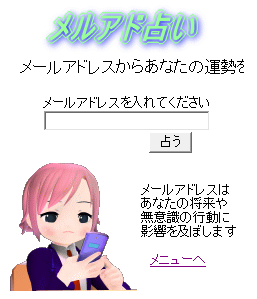 メルアド占い
メールアドレスからあなたの運勢を
メールアドレスを入れてください
占う
メールアドレスは
あなたの将来や
無意識の行動に
影響を及ぼします
メニューへ